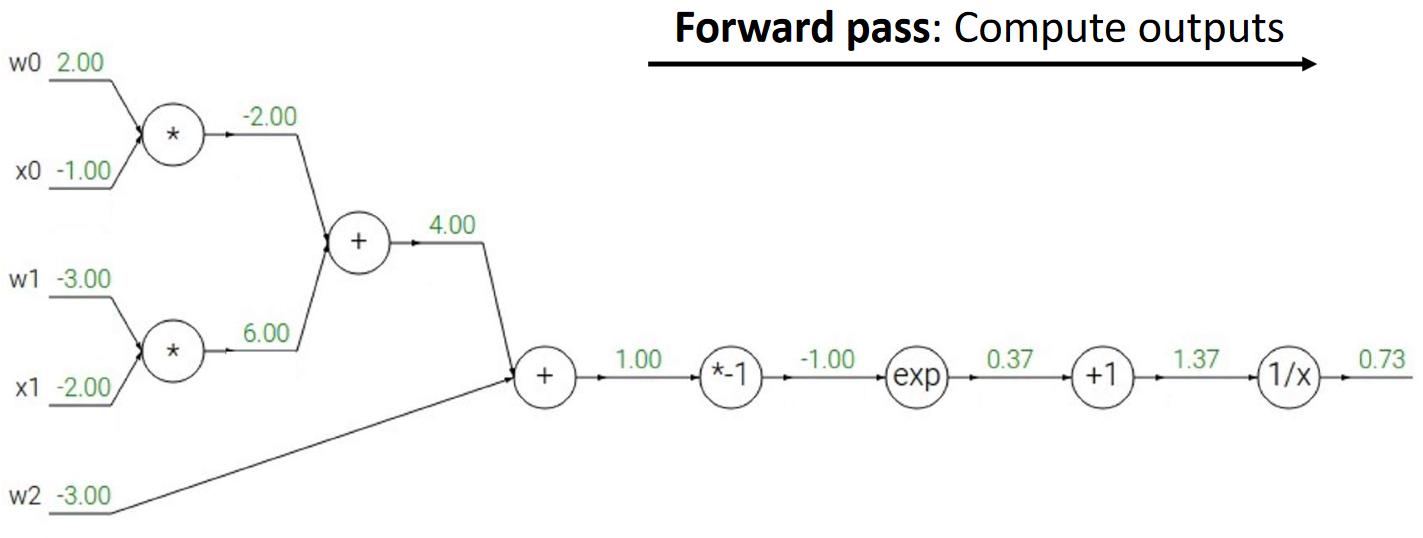 Forward pass: Compute outputs
w0 2.00
* -2.00
x0 -1.00
+ 4.00
w1 -3.00
* 6.00
x1 -2.00
+ 1.00 *-1 -1.00 exp 0.37 +1 1.37 1/x 0.73
w2 -3.00